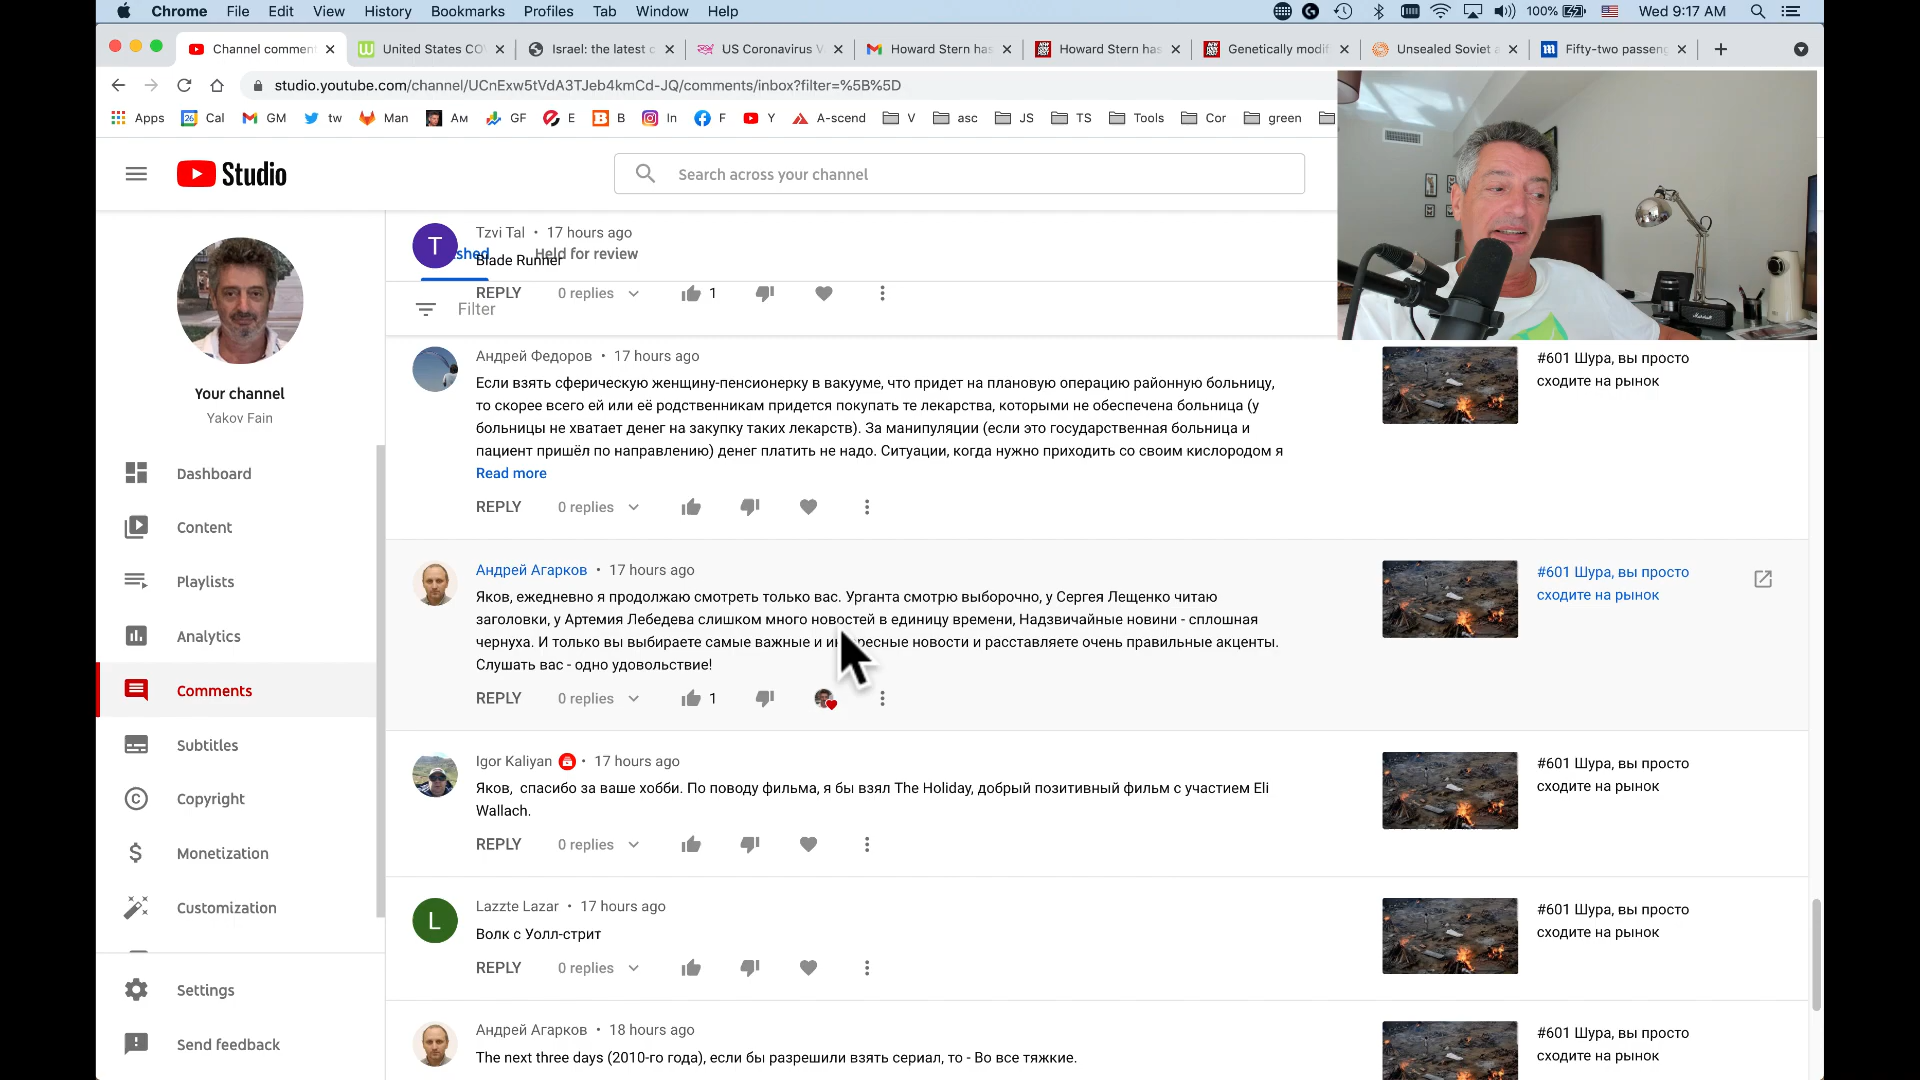 Chrome File Edit View History Bookmarks Profiles Tab Window Help 100% Wed 9:17 AM
Channel commen United States CO Israel: the latest c US Coronavirus V Howard Stern has Howard Stern ha Genetically modif Unsealed Soviet a Fifty-two passeng
studio.youtube.com/channel/UCnExw5tVdA3TJeb4kmCd-JQ/comments/inbox?filter=%5B%5D
Apps Cal GM tw Man Ам GF E B In F Y A-scend V asc JS TS Tools Cor green
Studio
Search across your channel
Your channel
Yakov Fain
Dashboard
Content
Playlists
Analytics
Comments
Subtitles
Copyright
Monetization
Customization
Settings
Send feedback
T
Tzvi Tal • 17 hours ago
shed Held for review
Blade Runner
REPLY 0 replies 1
Filter
Андрей Федоров • 17 hours ago
Если взять сферическую женщину-пенсионерку в вакууме, что придет на плановую операцию районную больницу,
то скорее всего ей или её родственникам придется покупать те лекарства, которыми не обеспечена больница (у
больницы не хватает денег на закупку таких лекарств). За манипуляции (если это государственная больница и
пациент пришёл по направлению) денег платить не надо. Ситуации, когда нужно приходить со своим кислородом я
Read more
REPLY 0 replies
#601 Шура, вы просто
сходите на рынок
Андрей Агарков • 17 hours ago
Яков, ежедневно я продолжаю смотреть только вас. Урганта смотрю выборочно, у Сергея Лещенко читаю
заголовки, у Артемия Лебедева слишком много новостей в единицу времени, Надзвичайные новини - сплошная
чернуха. И только вы выбираете самые важные и интересные новости и расставляете очень правильные акценты.
Слушать вас - одно удовольствие!
REPLY 0 replies 1
#601 Шура, вы просто
сходите на рынок
Igor Kaliyan • 17 hours ago
Яков, спасибо за ваше хобби. По поводу фильма, я бы взял The Holiday, добрый позитивный фильм с участием Eli
Wallach.
REPLY 0 replies
#601 Шура, вы просто
сходите на рынок
L
Lazzte Lazar • 17 hours ago
Волк с Уолл-стрит
REPLY 0 replies
#601 Шура, вы просто
сходите на рынок
Андрей Агарков • 18 hours ago
The next three days (2010-го года), если бы разрешили взять сериал, то - Во все тяжкие.
#601 Шура, вы просто
сходите на рынок
Marshall